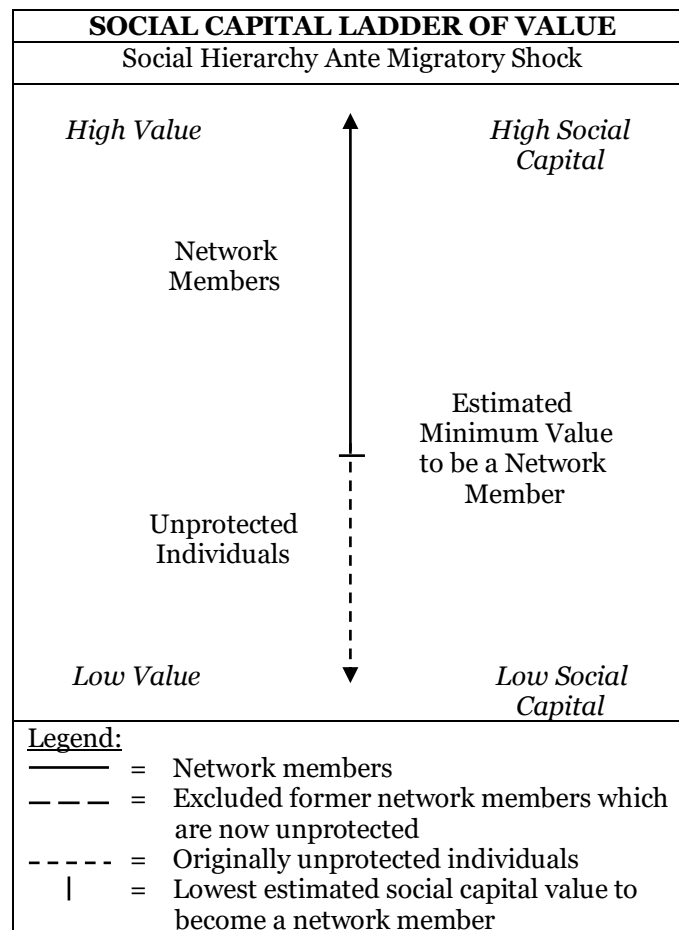 SOCIAL CAPITAL LADDER OF VALUE
Social Hierarchy Ante Migratory Shock
High Value
High Social
Capital
Network
Members
Estimated
Minimum Value
to be a Network
Member
Unprotected
Individuals
Low Value
Low Social
Capital
Legend:
= Network members
= Excluded former network members which
are now unprotected
= Originally unprotected individuals
= Lowest estimated social capital value to
become a network member